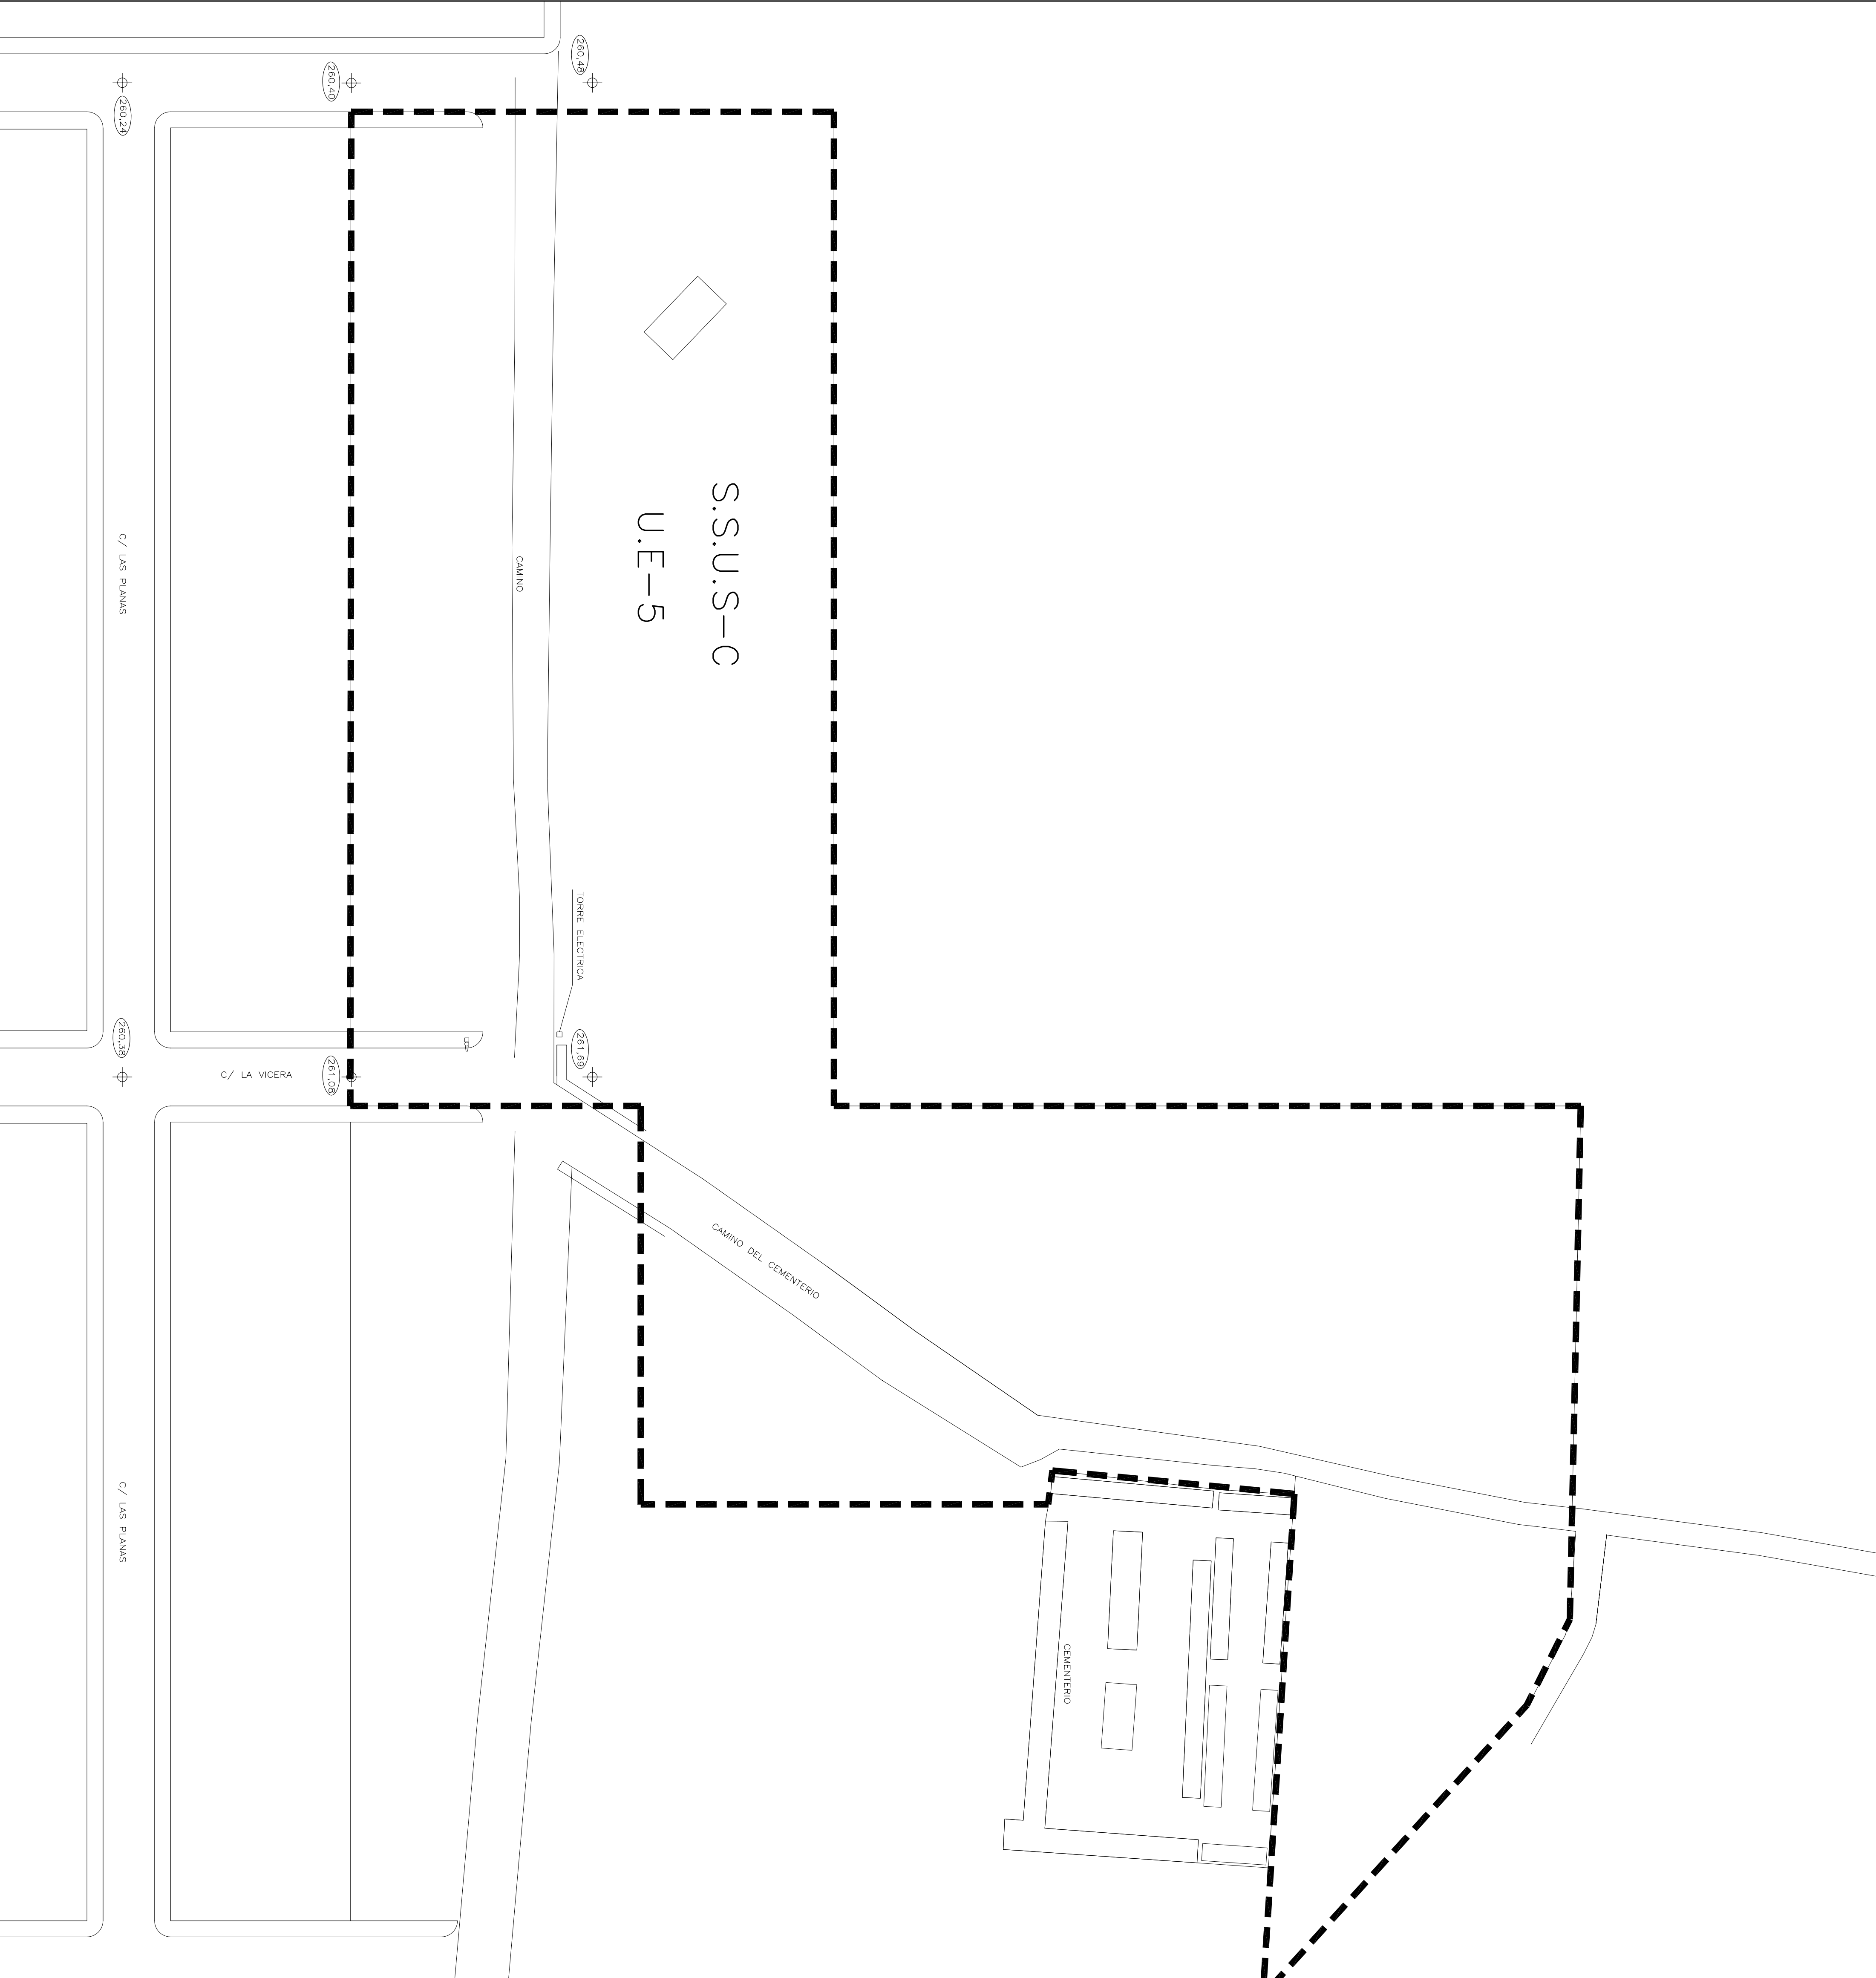 260,48
260,40
260,24
S.S.U.S-C
U.E-5
C/ LAS PLANAS
CAMINO
TORRE ELECTRICA
260,38
261,69
C/ LA VICERA
261,08
CAMINO DEL CEMENTERIO
C/ LAS PLANAS
CEMENTERIO